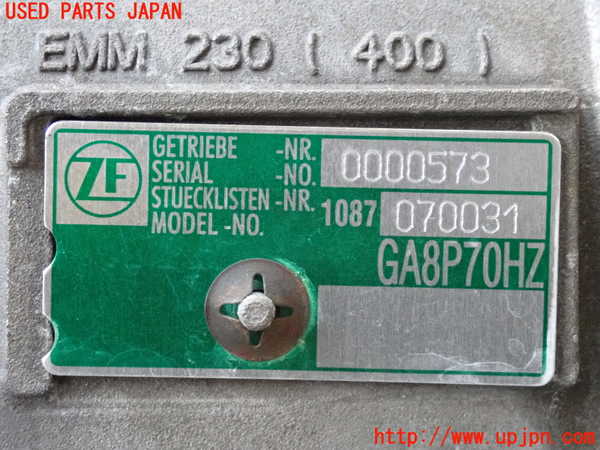 USED PARTS JAPAN
EMM 230 ( 400 )
ZF
GETRIEBE -NR. 0000573
SERIAL -NO.
STUECKLISTEN -NR. 1087 070031
MODEL -NO.
GA8P70HZ
http://www.upjpn.com